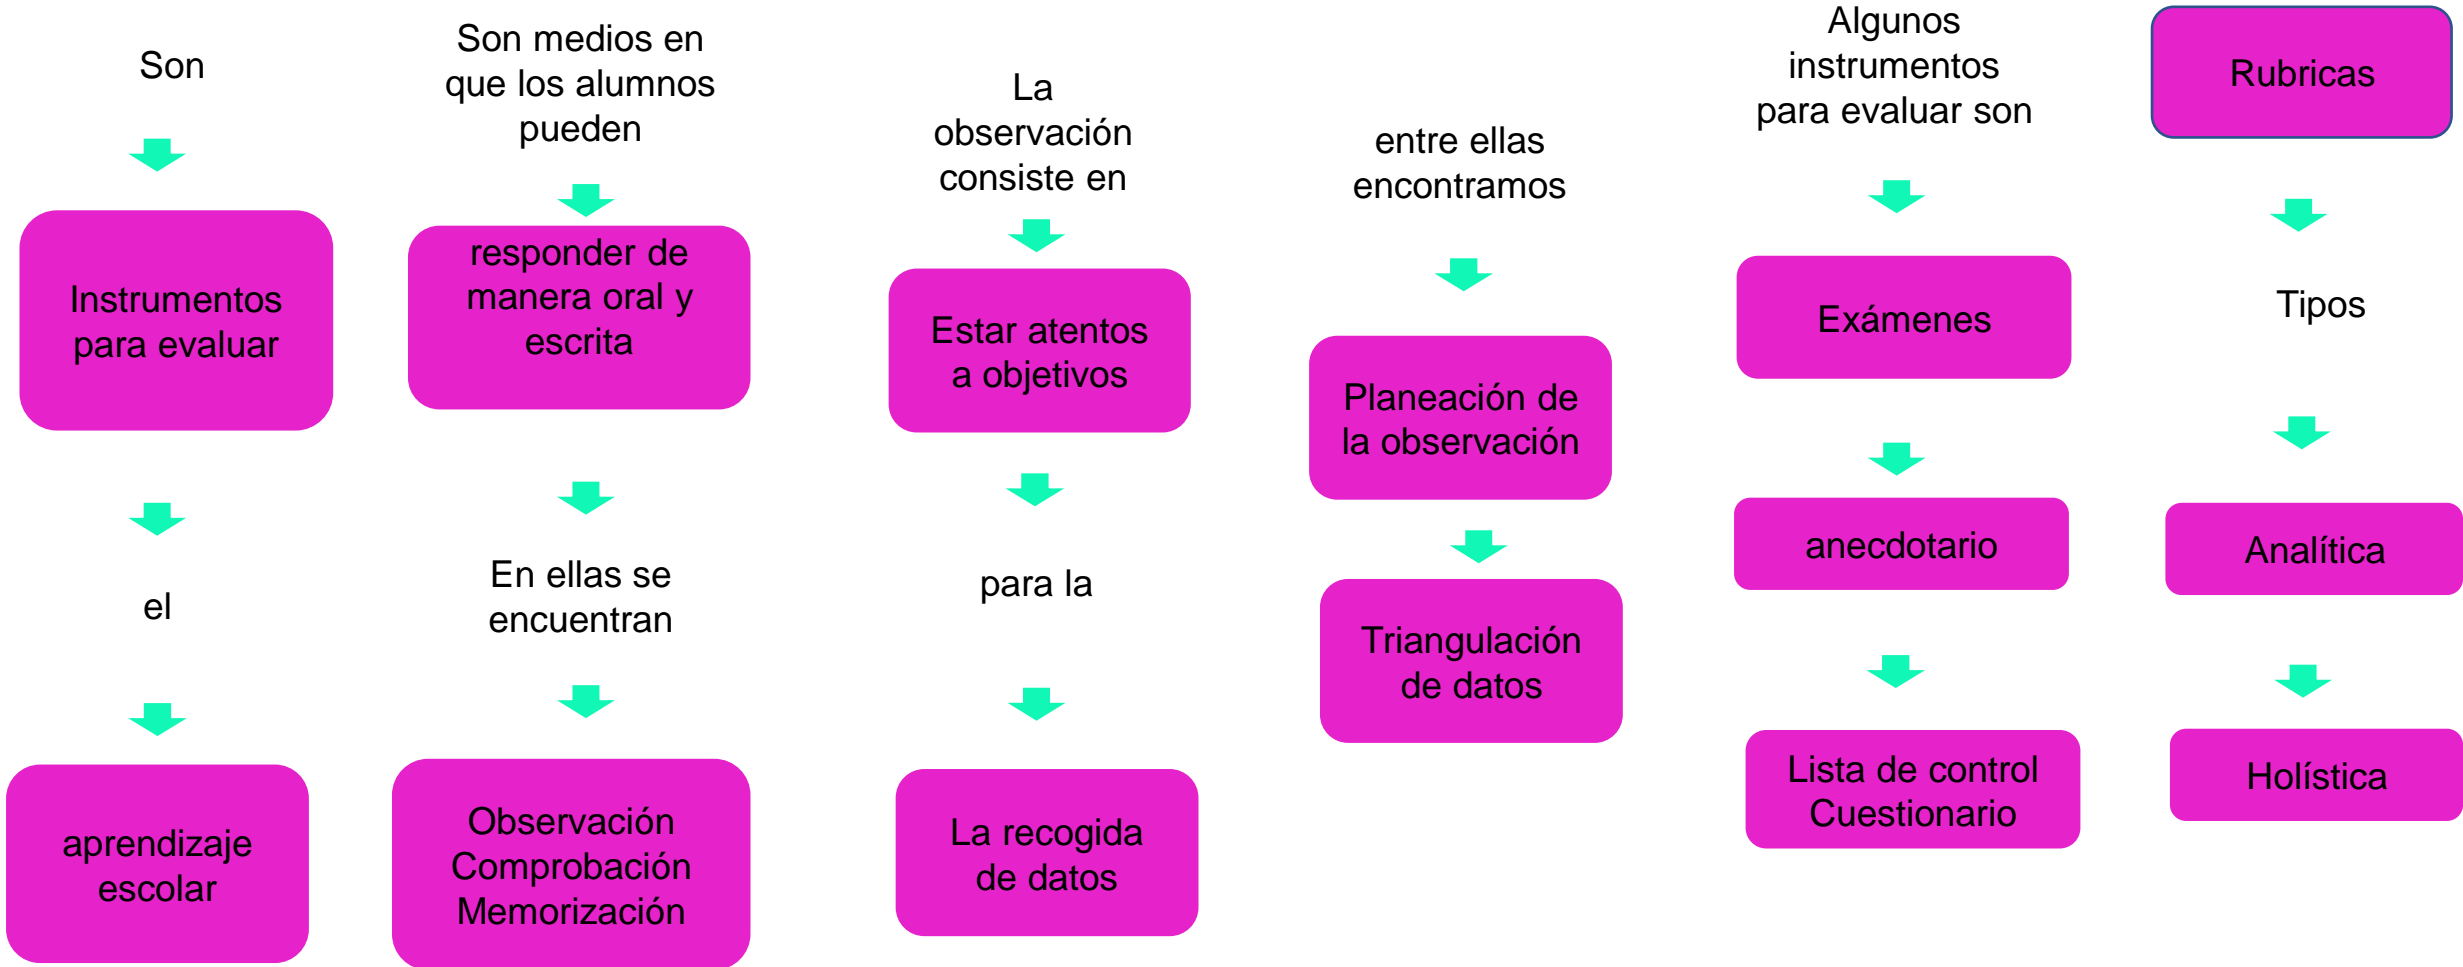 Son
Instrumentos
para evaluar
el
aprendizaje
escolar
Son medios en
que los alumnos
pueden
responder de
manera oral y
escrita
En ellas se
encuentran
Observación
Comprobación
Memorización
La
observación
consiste en
Estar atentos
a objetivos
para la
La recogida
de datos
entre ellas
encontramos
Planeación de
la observación
Triangulación
de datos
Algunos
instrumentos
para evaluar son
Exámenes
anecdotario
Lista de control
Cuestionario
Rubricas
Tipos
Analítica
Holística